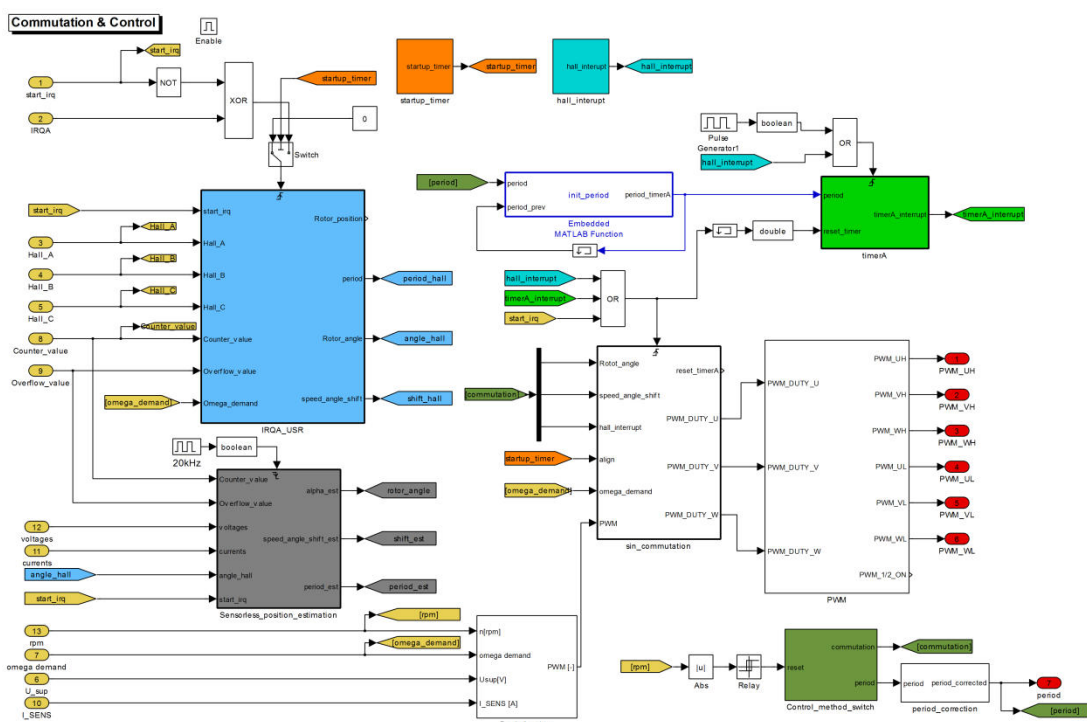 Commutation & Control
Enable
start_irq
1
start_irq
NOT
XOR
2
IRQA
startup_timer
0
Switch
startup_timer
startup_timer
startup_timer
hall_interupt
hall_interrupt
hall_interupt
Pulse
Generator1
boolean
OR
hall_interrupt
[period]
period
period_prev
init_period
period_timerA
Embedded
MATLAB Function
double
period
reset_timer
timerA_interrupt
timerA_interrupt
timerA
start_irq
start_irq
Rotor_position
Hall_A
3
Hall_A
Hall_A
Hall_B
4
Hall_B
Hall_B
Hall_C
5
Hall_C
Hall_C
Counter_value
8
Counter_value
Counter_value
9
Overflow_value
Overflow_value
[omega_demand]
Omega_demand
period
period_hall
Rotor_angle
angle_hall
speed_angle_shift
shift_hall
IRQA_USR
hall_interrupt
timerA_interrupt
start_irq
OR
[commutation]
startup_timer
[omega_demand]
Rotot_angle
speed_angle_shift
hall_interrupt
align
omega_demand
PWM
reset_timerA
PWM_DUTY_U
PWM_DUTY_V
PWM_DUTY_W
sin_commutation
PWM_DUTY_U
PWM_DUTY_V
PWM_DUTY_W
PWM_UH
PWM_VH
PWM_WH
PWM_UL
PWM_VL
PWM_WL
PWM_1/2_ON
PWM
1
PWM_UH
2
PWM_VH
3
PWM_WH
4
PWM_UL
5
PWM_VL
6
PWM_WL
20kHz
boolean
12
voltages
11
currents
angle_hall
start_irq
Counter_value
Overflow_value
voltages
currents
angle_hall
start_irq
alpha_est
speed_angle_shift_est
period_est
rotor_angle
shift_est
period_est
Sensorless_position_estimation
[rpm]
13
rpm
[omega_demand]
7
omega demand
6
U_sup
10
I_SENS
n[rpm]
omega demand
Usup[V]
I_SENS [A]
PWM [-]
[rpm]
|u|
Abs
Relay
reset
commutation
period
Control_method_switch
[commutation]
period
period_corrected
period_correction
7
period
[period]